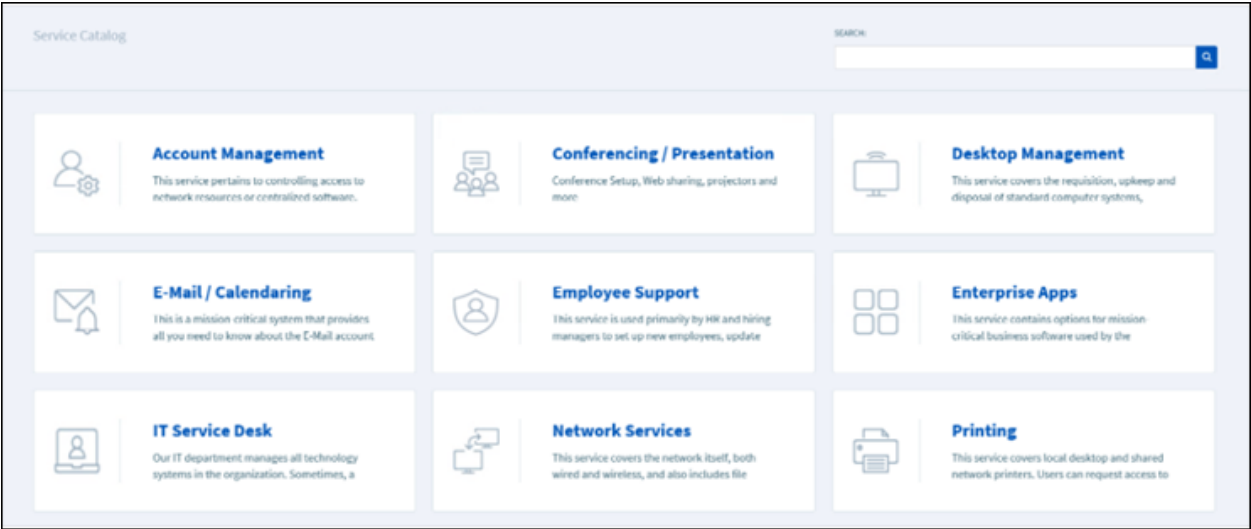 Service Catalog
SEARCH:
Account Management
This service pertains to controlling access to
network resources or centralized software.
Conferencing / Presentation
Conference Setup, Web sharing, projectors and
more
Desktop Management
This service covers the requisition, upkeep and
disposal of standard computer systems,
E-Mail / Calendaring
This is a mission-critical system that provides
all you need to know about the E-Mail account
Employee Support
This service is used primarily by HR and hiring
managers to set up new employees, update
Enterprise Apps
This service contains options for mission-
critical business software used by the
IT Service Desk
Our IT department manages all technology
systems in the organization. Sometimes, a
Network Services
This service covers the network itself, both
wired and wireless, and also includes file
Printing
This service covers local desktop and shared
network printers. Users can request access to